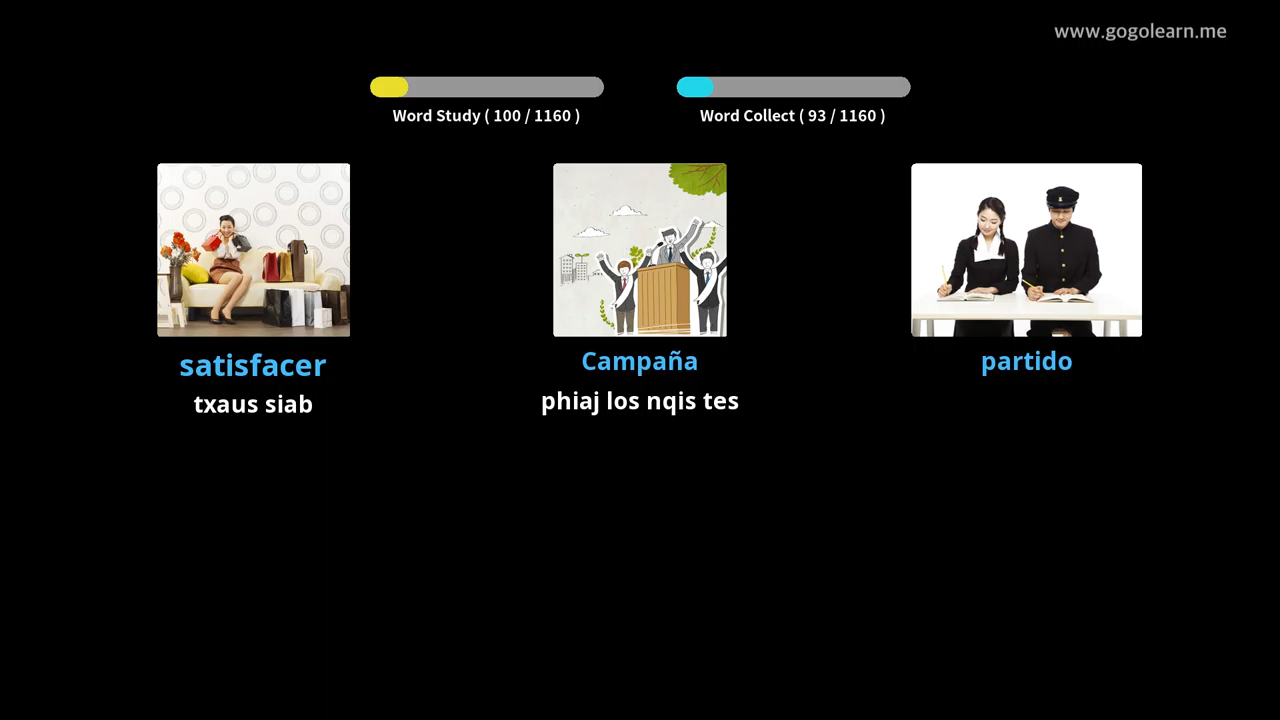 www.gogolearn.me
Word Study ( 100 / 1160 )
Word Collect ( 93 / 1160 )
satisfacer
txaus siab
Campaña
phiaj los nqis tes
partido